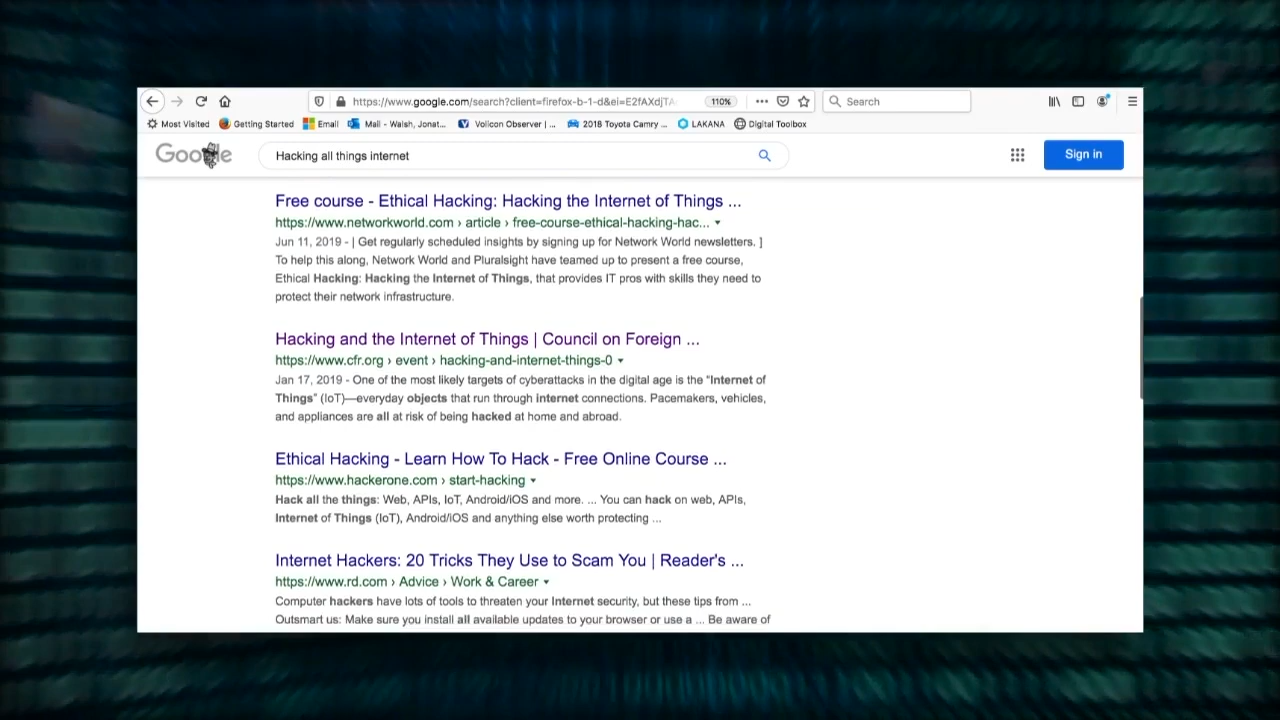 https://www.google.com/search?client=firefox-b-1-d&ei=E2fAXdjTA
110%
Search
Most Visited
Getting Started
Email
Mail - Walsh, Jonat...
Volicon Observer | ...
2018 Toyota Camry ...
LAKANA
Digital Toolbox
Google
Hacking all things internet
Sign in
Free course - Ethical Hacking: Hacking the Internet of Things ...
https://www.networkworld.com › article › free-course-ethical-hacking-hac...
Jun 11, 2019 - | Get regularly scheduled insights by signing up for Network World newsletters. ]
To help this along, Network World and Pluralsight have teamed up to present a free course,
Ethical Hacking: Hacking the Internet of Things, that provides IT pros with skills they need to
protect their network infrastructure.
Hacking and the Internet of Things | Council on Foreign ...
https://www.cfr.org › event › hacking-and-internet-things-0
Jan 17, 2019 - One of the most likely targets of cyberattacks in the digital age is the “Internet of
Things” (IoT)—everyday objects that run through internet connections. Pacemakers, vehicles,
and appliances are all at risk of being hacked at home and abroad.
Ethical Hacking - Learn How To Hack - Free Online Course ...
https://www.hackerone.com › start-hacking
Hack all the things: Web, APIs, IoT, Android/iOS and more. ... You can hack on web, APIs,
Internet of Things (IoT), Android/iOS and anything else worth protecting ...
Internet Hackers: 20 Tricks They Use to Scam You | Reader's ...
https://www.rd.com › Advice › Work & Career
Computer hackers have lots of tools to threaten your Internet security, but these tips from ...
Outsmart us: Make sure you install all available updates to your browser or use a ... Be aware of